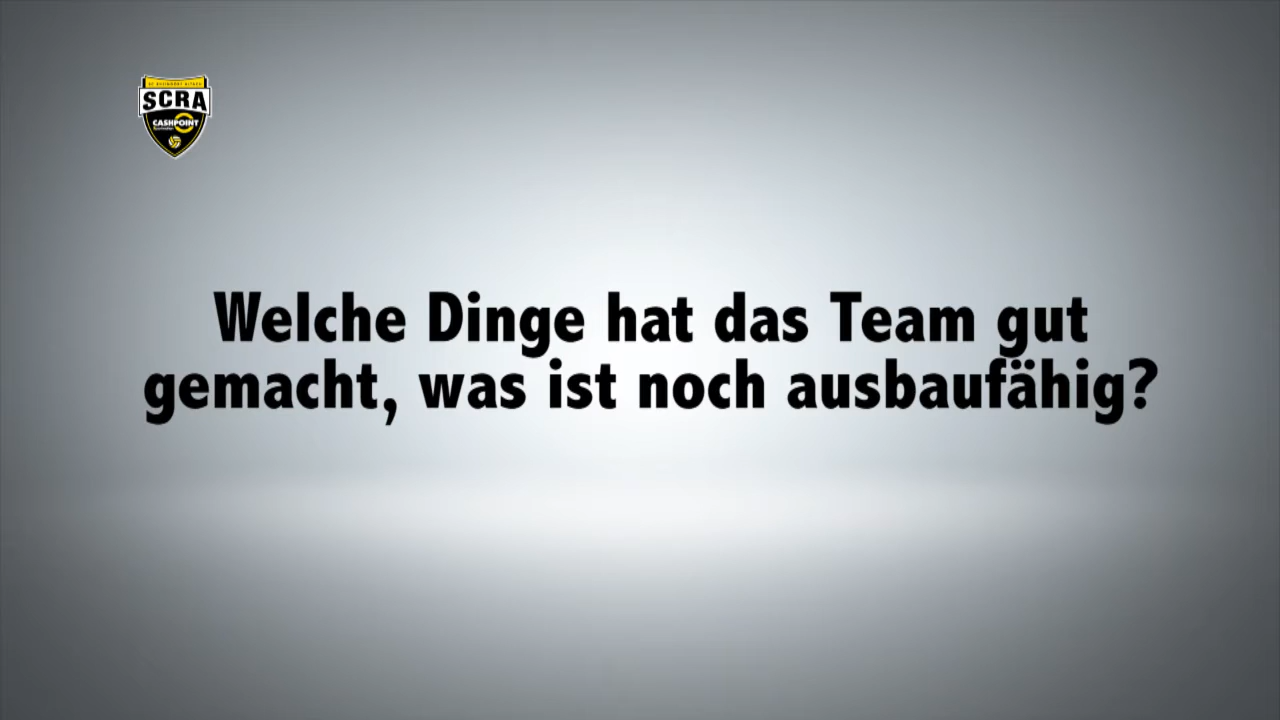 SCRA
CASHPOINT
Welche Dinge hat das Team gut
gemacht, was ist noch ausbaufähig?